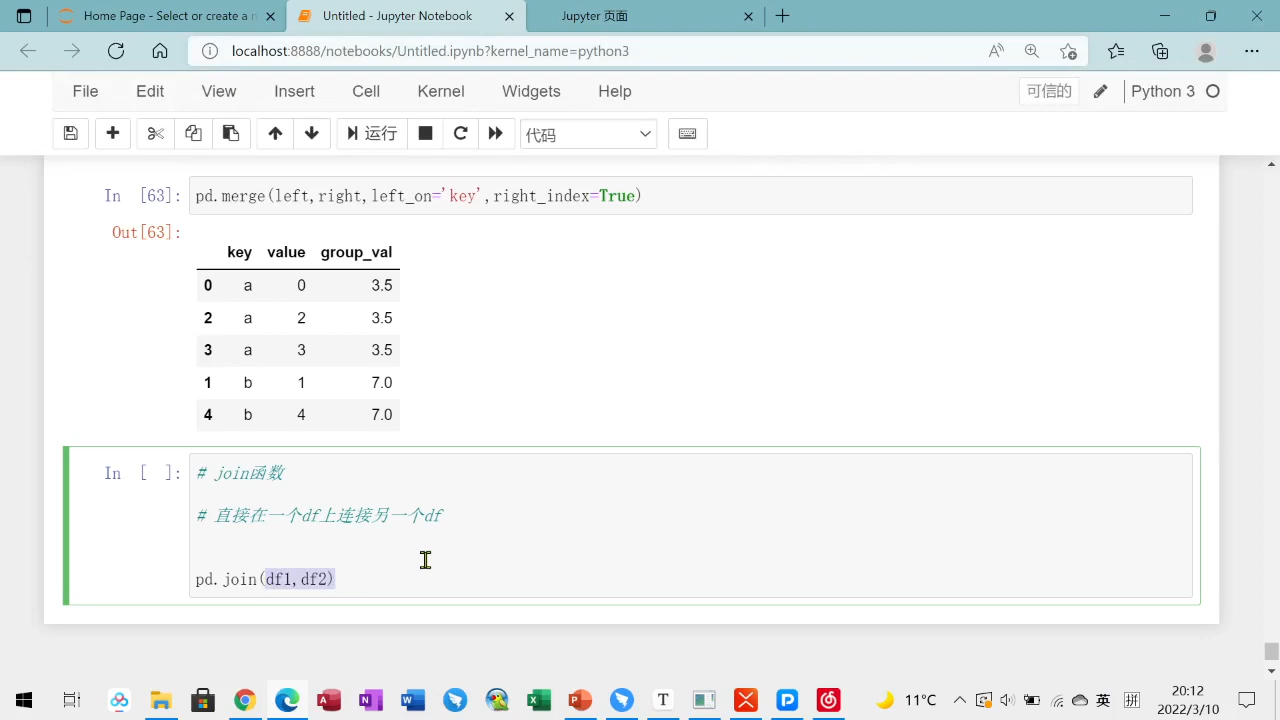 Home Page - Select or create a n
Untitled - Jupyter Notebook
Jupyter 页面
localhost:8888/notebooks/Untitled.ipynb?kernel_name=python3
File Edit View Insert Cell Kernel Widgets Help
可信的
Python 3
运行
代码
In [63]: pd.merge(left,right,left_on='key',right_index=True)
Out[63]:
key value group_val
0 a 0 3.5
2 a 2 3.5
3 a 3 3.5
1 b 1 7.0
4 b 4 7.0
In [ ]: # join函数
# 直接在一个df上连接另一个df
pd.join(df1,df2)
11°C
英
拼
20:12
2022/3/10